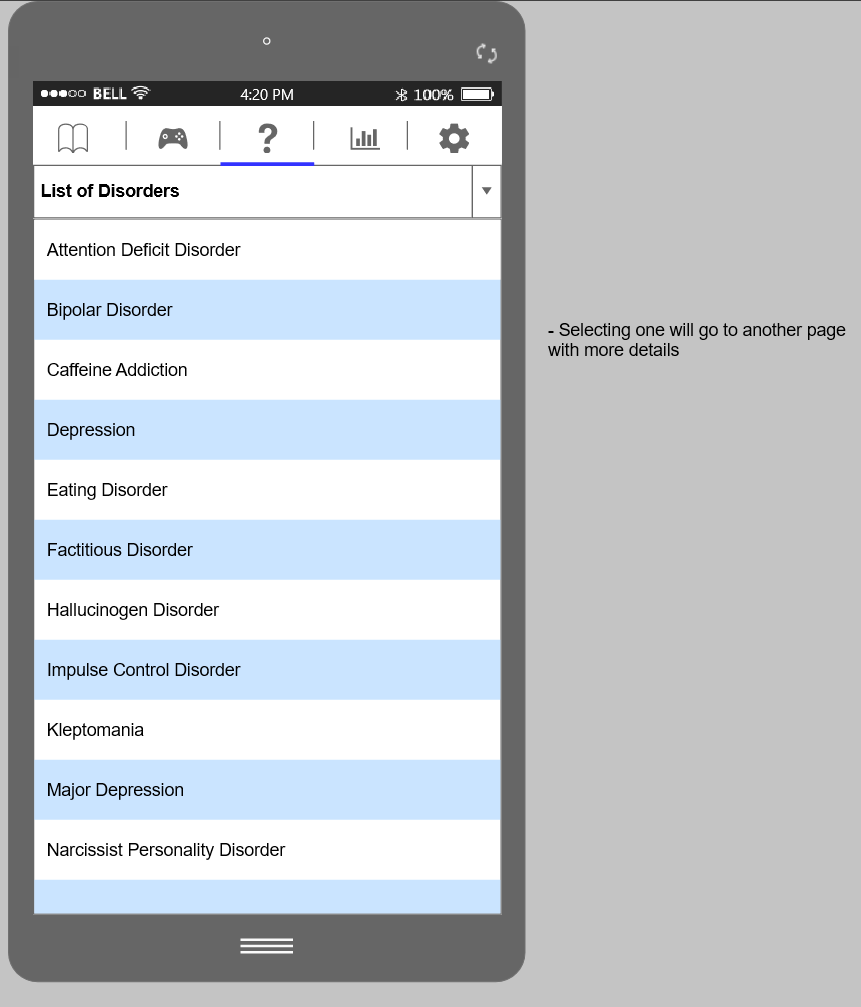 BELL 4:20 PM 100%
?
List of Disorders
Attention Deficit Disorder
Bipolar Disorder
- Selecting one will go to another page
with more details
Caffeine Addiction
Depression
Eating Disorder
Factitious Disorder
Hallucinogen Disorder
Impulse Control Disorder
Kleptomania
Major Depression
Narcissist Personality Disorder